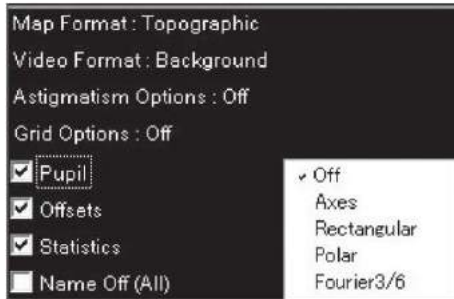 Map Format : Topographic
Video Format : Background
Astigmatism Options : Off
Grid Options : Off
Pupil
Offsets
Statistics
Name Off (All)
Off
Axes
Rectangular
Polar
Fourier3/6